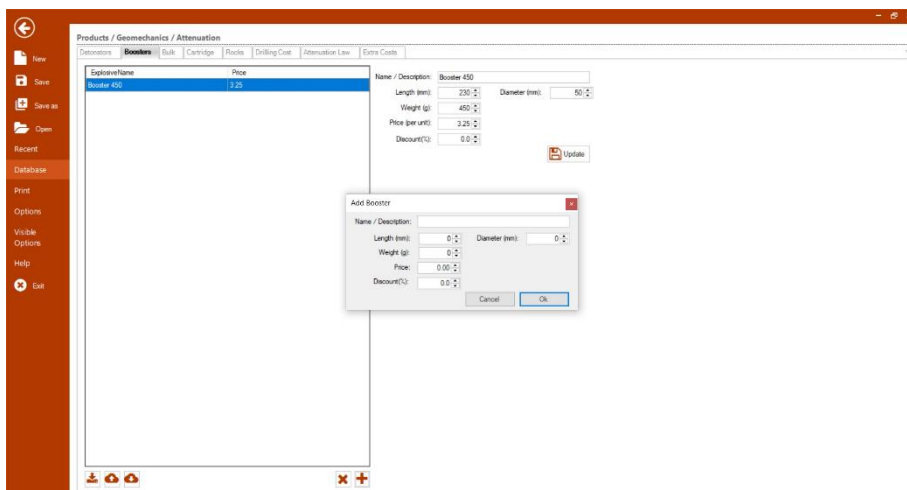 Products / Geomechanics / Attenuation
Detonators Boosters Bulk Cartridge Rocks Drilling Cost Attenuation Law Extra Costs
New
Save
Save as
Open
Recent
Database
Print
Options
Visible
Options
Help
Exit
ExplosiveName Price
Booster 450 3.25
Name / Description: Booster 450
Length (mm): 230 Diameter (mm): 50
Weight (g): 450
Price (per unit): 3.25
Discount(%): 0.0
Update
Add Booster
Name / Description:
Length (mm): 0 Diameter (mm): 0
Weight (g): 0
Price: 0.00
Discount(%): 0.0
Cancel Ok